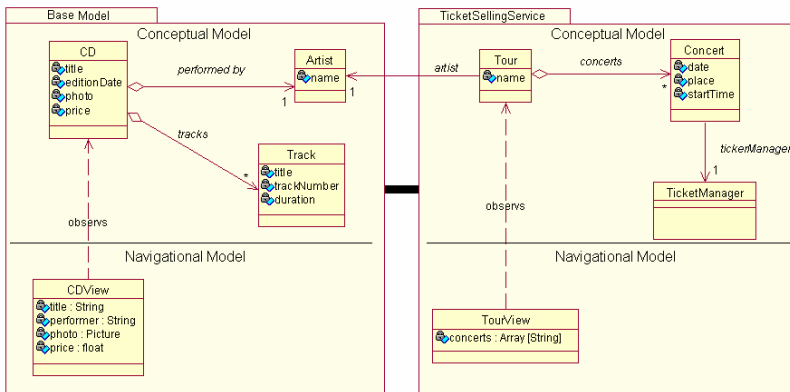 Base Model
Conceptual Model
CD
title
editionDate
photo
price
performed by
1
Artist
name
tracks
*
Track
title
trackNumber
duration
observs
Navigational Model
CDView
title : String
performer : String
photo : Picture
price : float
TicketSellingService
Conceptual Model
artist
1
Tour
name
concerts
*
Concert
date
place
startTime
tickerManager
1
TicketManager
observs
Navigational Model
TourView
concerts : Array [String]